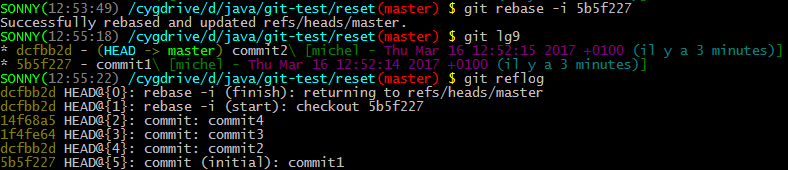 SONNY(12:53:49) /cygdrive/d/java/git-test/reset(master) $ git rebase -i 5b5f227
Successfully rebased and updated refs/heads/master.
SONNY(12:55:18) /cygdrive/d/java/git-test/reset(master) $ git lg9
* dcfbb2d - (HEAD -> master) commit2\ [michel - Thu Mar 16 12:52:15 2017 +0100 (il y a 3 minutes)]
* 5b5f227 - commit1\ [michel - Thu Mar 16 12:52:14 2017 +0100 (il y a 3 minutes)]
SONNY(12:55:22) /cygdrive/d/java/git-test/reset(master) $ git reflog
dcfbb2d HEAD@{0}: rebase -i (finish): returning to refs/heads/master
dcfbb2d HEAD@{1}: rebase -i (start): checkout 5b5f227
14f68a5 HEAD@{2}: commit: commit4
1f4fe64 HEAD@{3}: commit: commit3
dcfbb2d HEAD@{4}: commit: commit2
5b5f227 HEAD@{5}: commit (initial): commit1